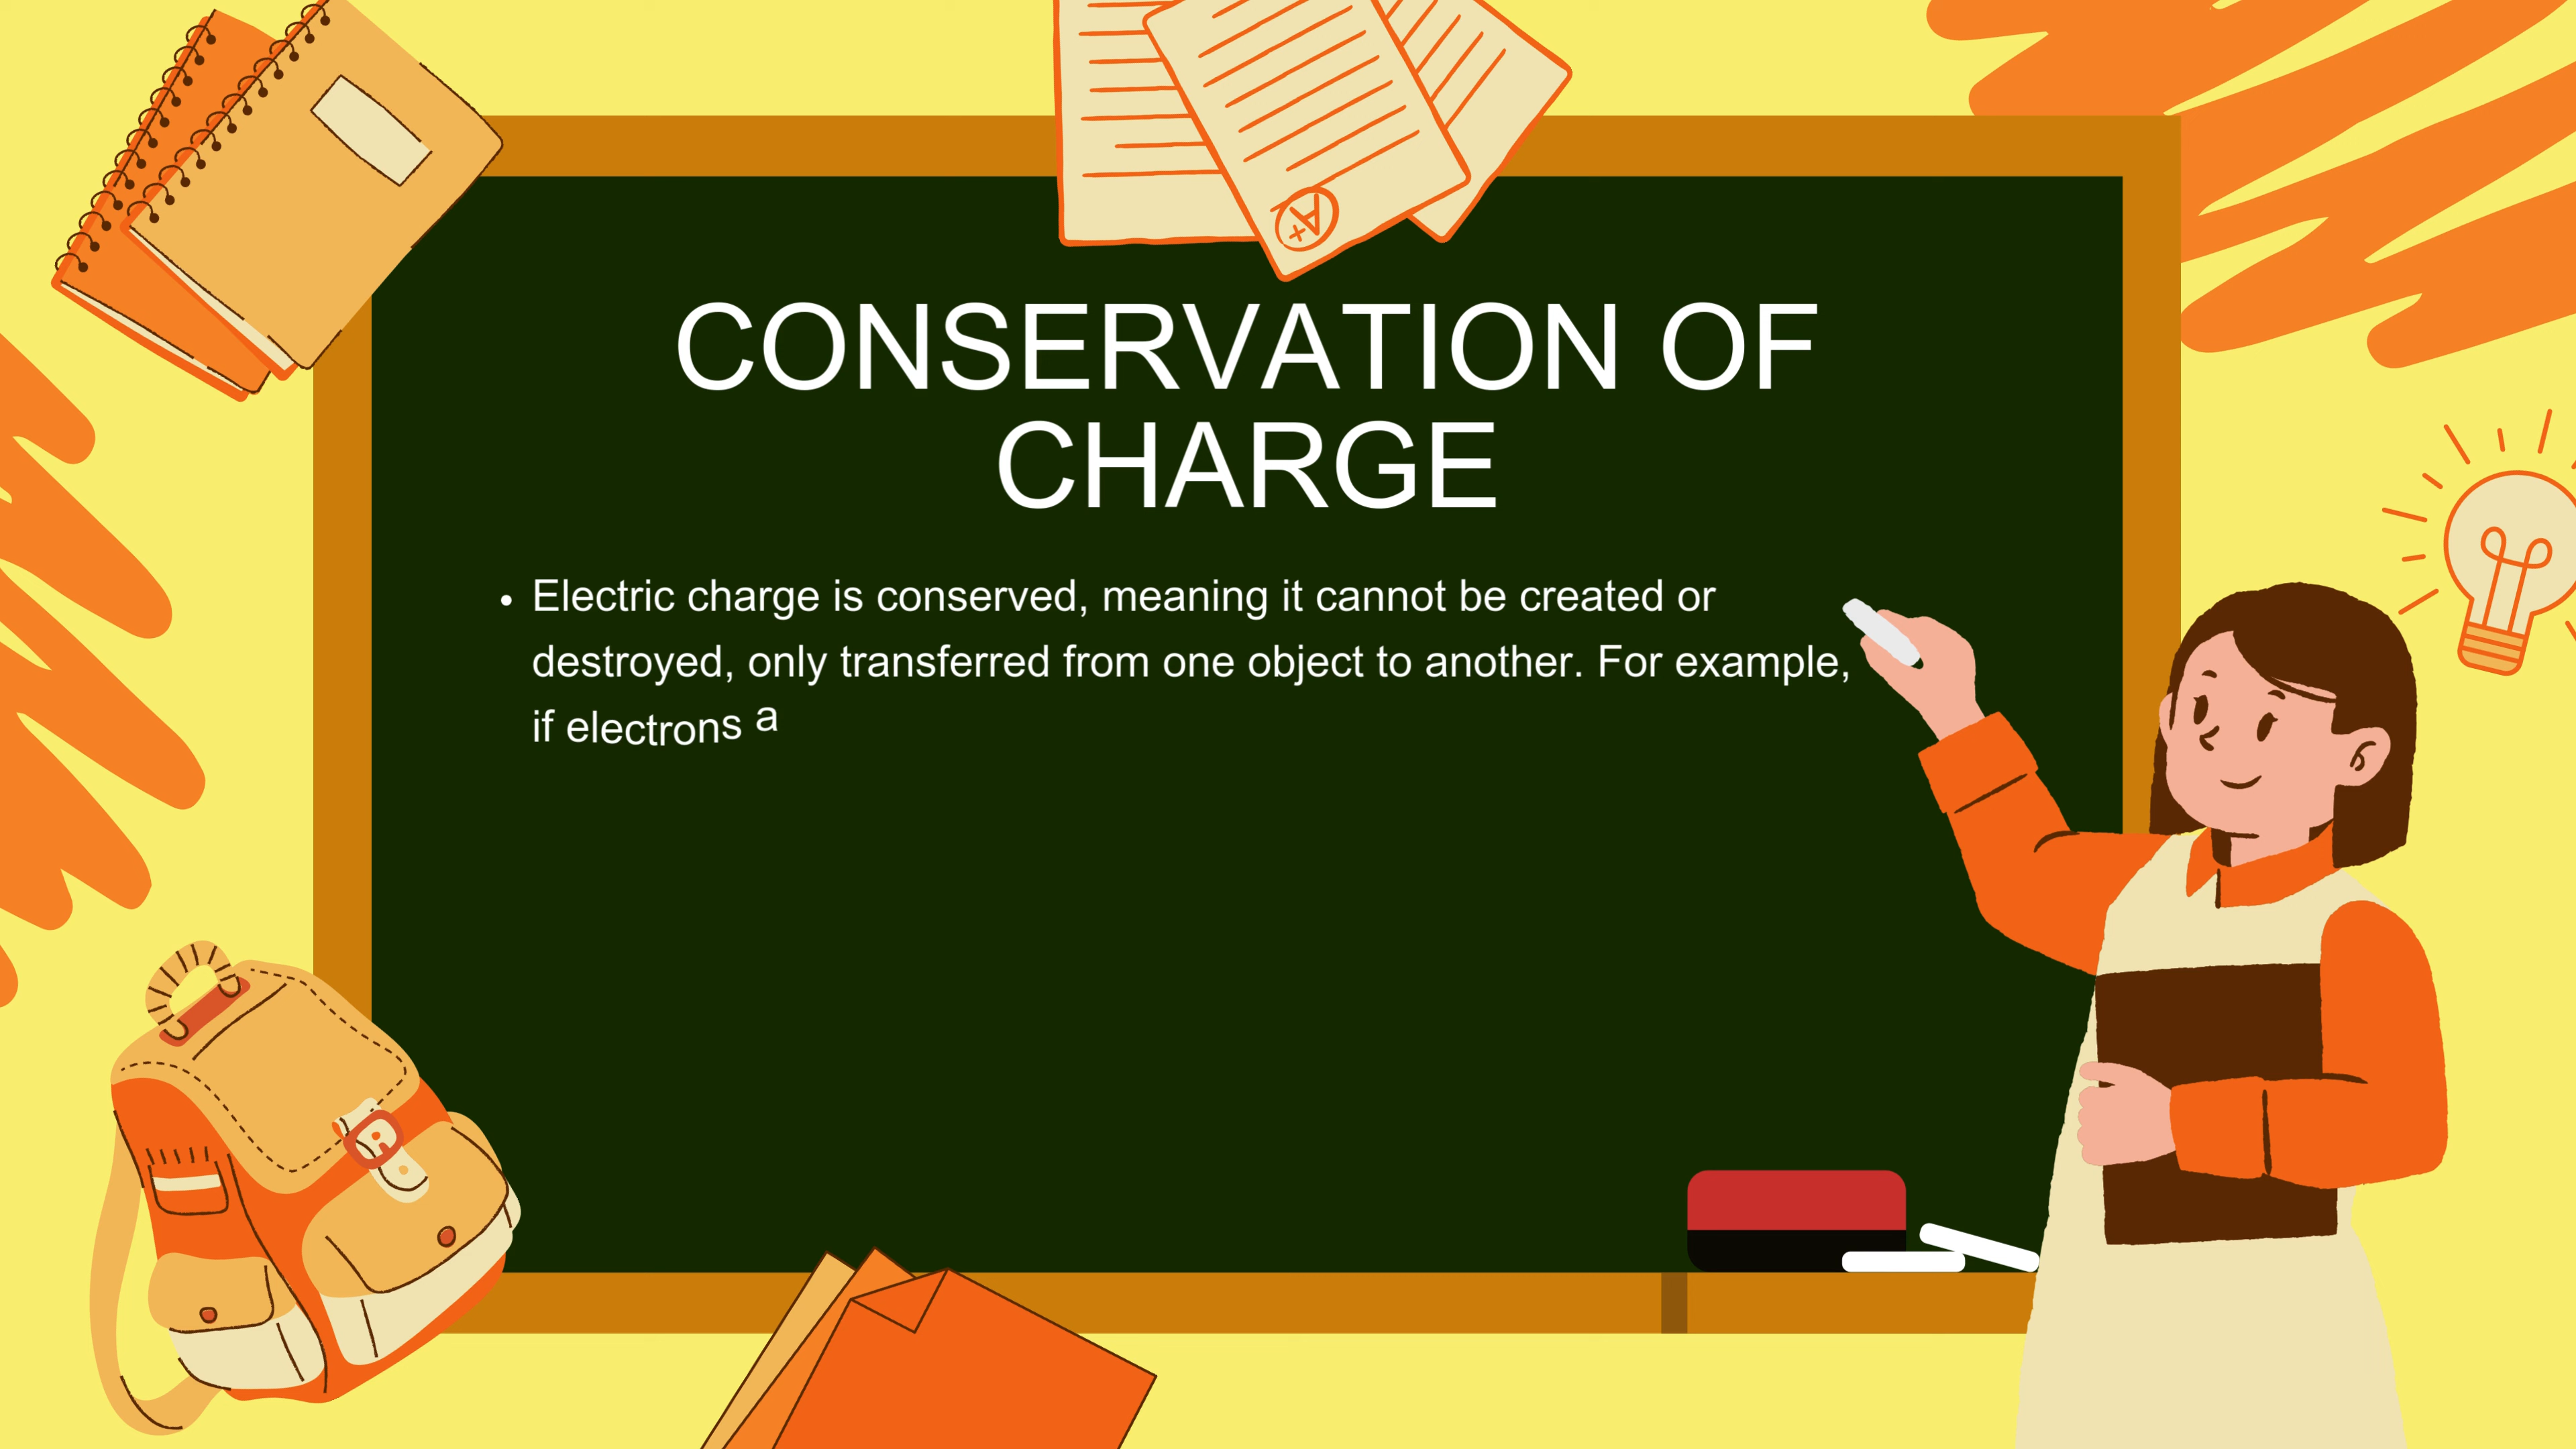 A+
CONSERVATION OF
CHARGE
• Electric charge is conserved, meaning it cannot be created or
destroyed, only transferred from one object to another. For example,
if electrons a